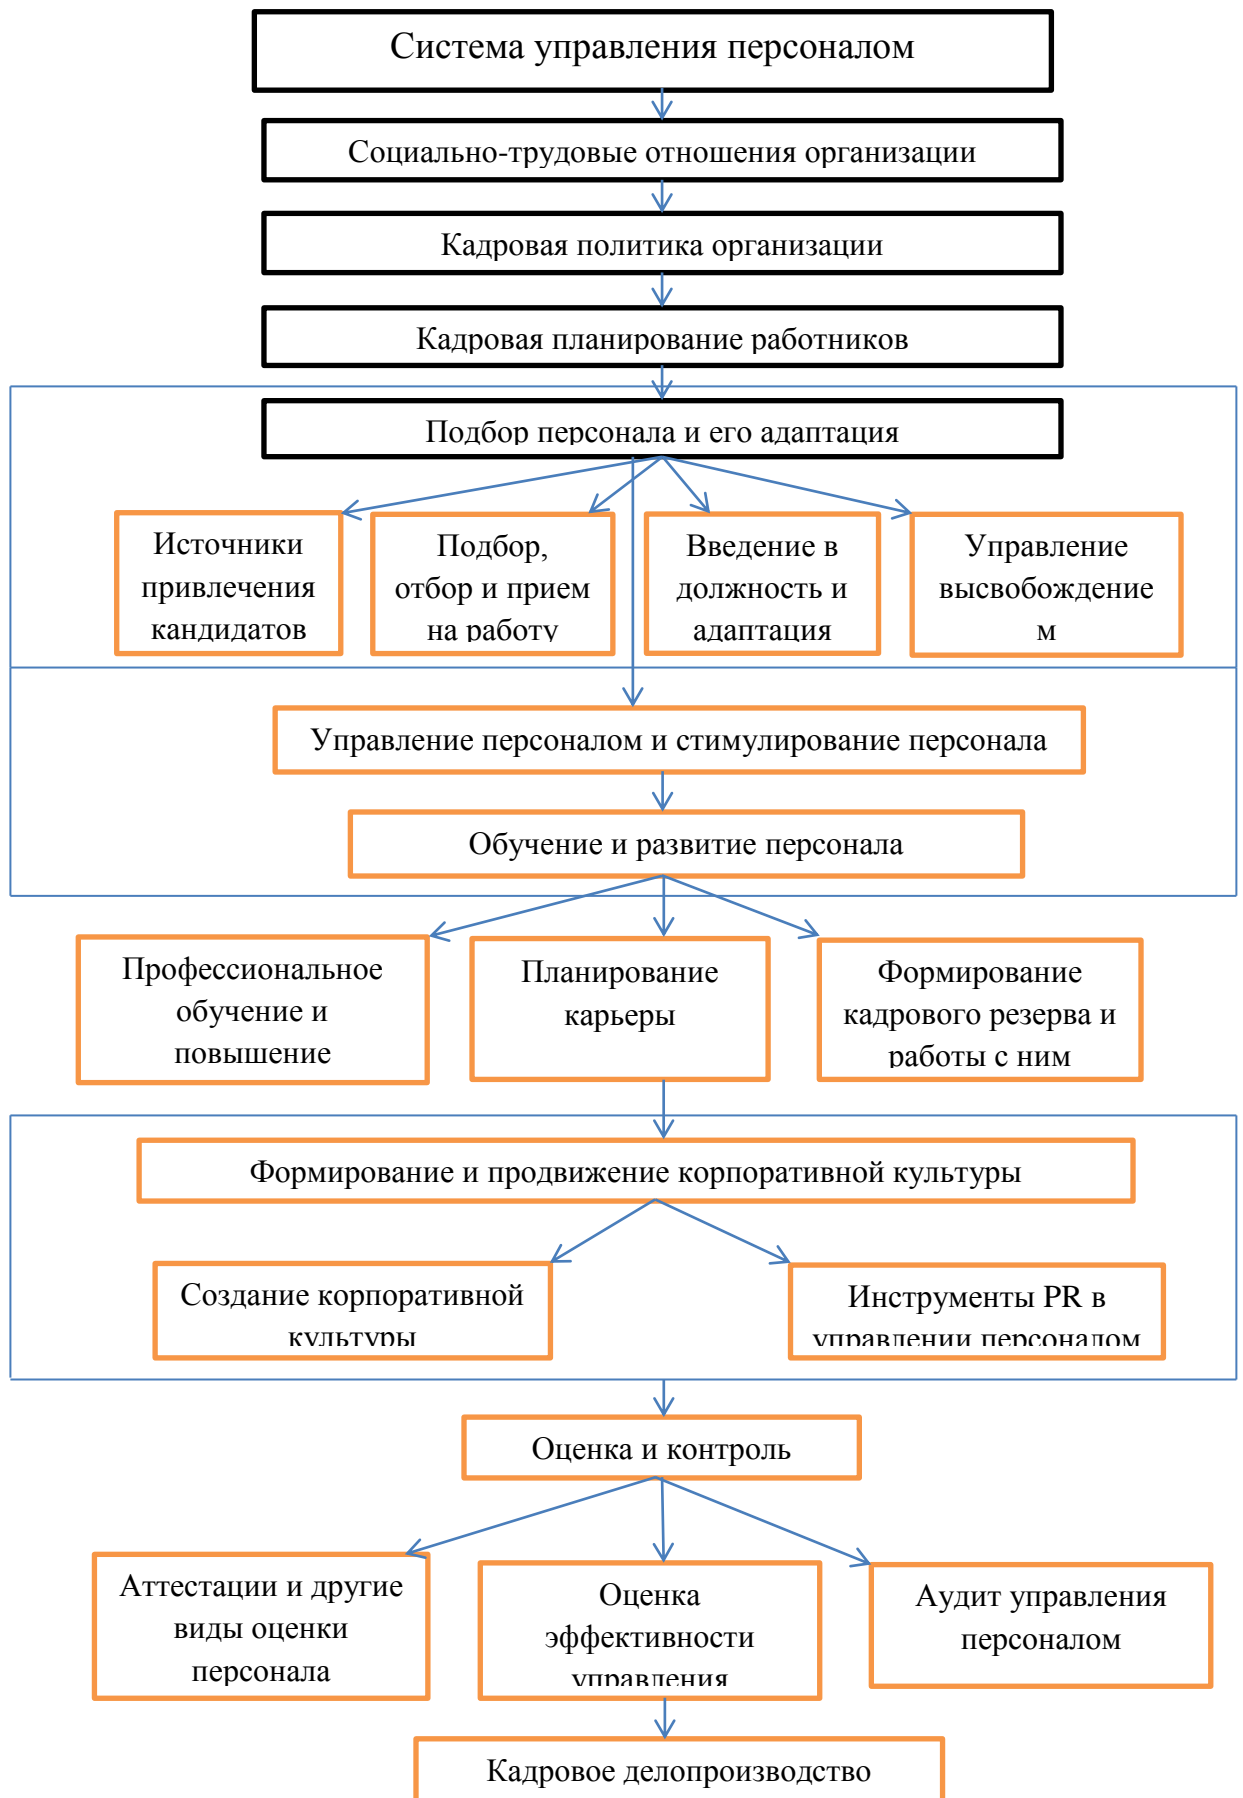 Система управления персоналом
Социально-трудовые отношения организации
Кадровая политика организации
Кадровая планирование работников
Подбор персонала и его адаптация
Источники
привлечения
кандидатов
Подбор,
отбор и прием
на работу
Введение в
должность и
адаптация
Управление
высвобождение
м
Управление персоналом и стимулирование персонала
Обучение и развитие персонала
Профессиональное
обучение и
повышение
Планирование
карьеры
Формирование
кадрового резерва и
работы с ним
Формирование и продвижение корпоративной культуры
Создание корпоративной
культуры
Инструменты PR в
управлении персоналом
Оценка и контроль
Аттестации и другие
виды оценки
персонала
Оценка
эффективности
управления
Аудит управления
персоналом
Кадровое делопроизводство